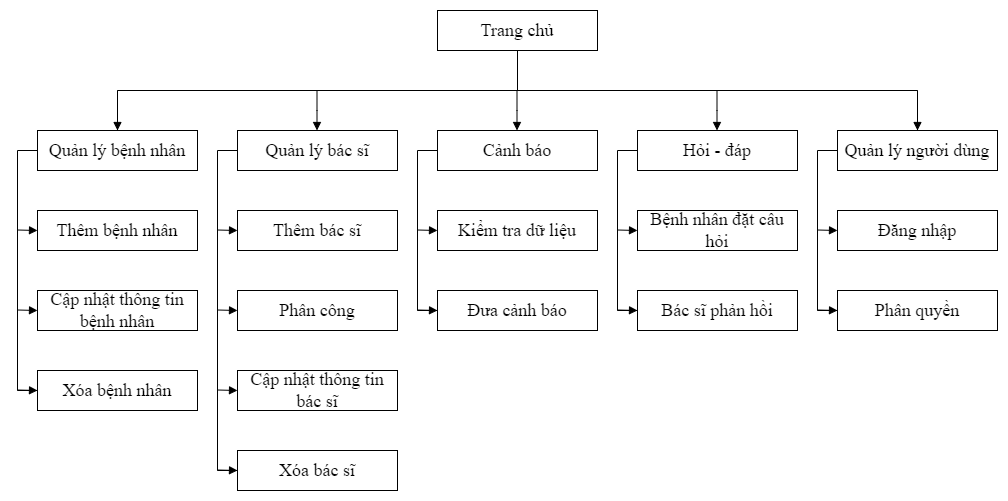 Trang chủ
Quản lý bệnh nhân
Quản lý bác sĩ
Cảnh báo
Hỏi - đáp
Quản lý người dùng
Thêm bệnh nhân
Thêm bác sĩ
Kiểm tra dữ liệu
Bệnh nhân đặt câu
hỏi
Đăng nhập
Cập nhật thông tin
bệnh nhân
Phân công
Đưa cảnh báo
Bác sĩ phản hồi
Phân quyền
Xóa bệnh nhân
Cập nhật thông tin
bác sĩ
Xóa bác sĩ